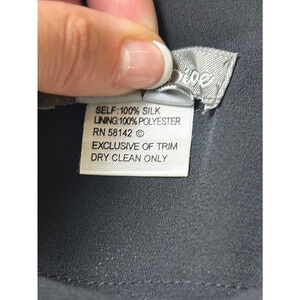 SELF:100% SILK
LINING:100% POLYESTER
RN 58142 ©
EXCLUSIVE OF TRIM
DRY CLEAN ONLY